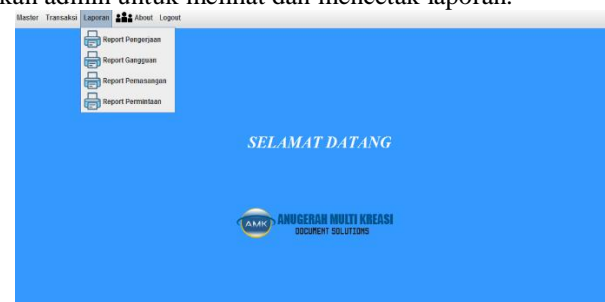 kan admin untuk melihat dan mencetak laporan.
Master Transaksi Laporan About Logout
Report Pengerjaan
Report Gangguan
Report Pemasangan
Report Permintaan
SELAMAT DATANG
AMK ANUGERAH MULTI KREASI
DOCUMENT SOLUTIONS